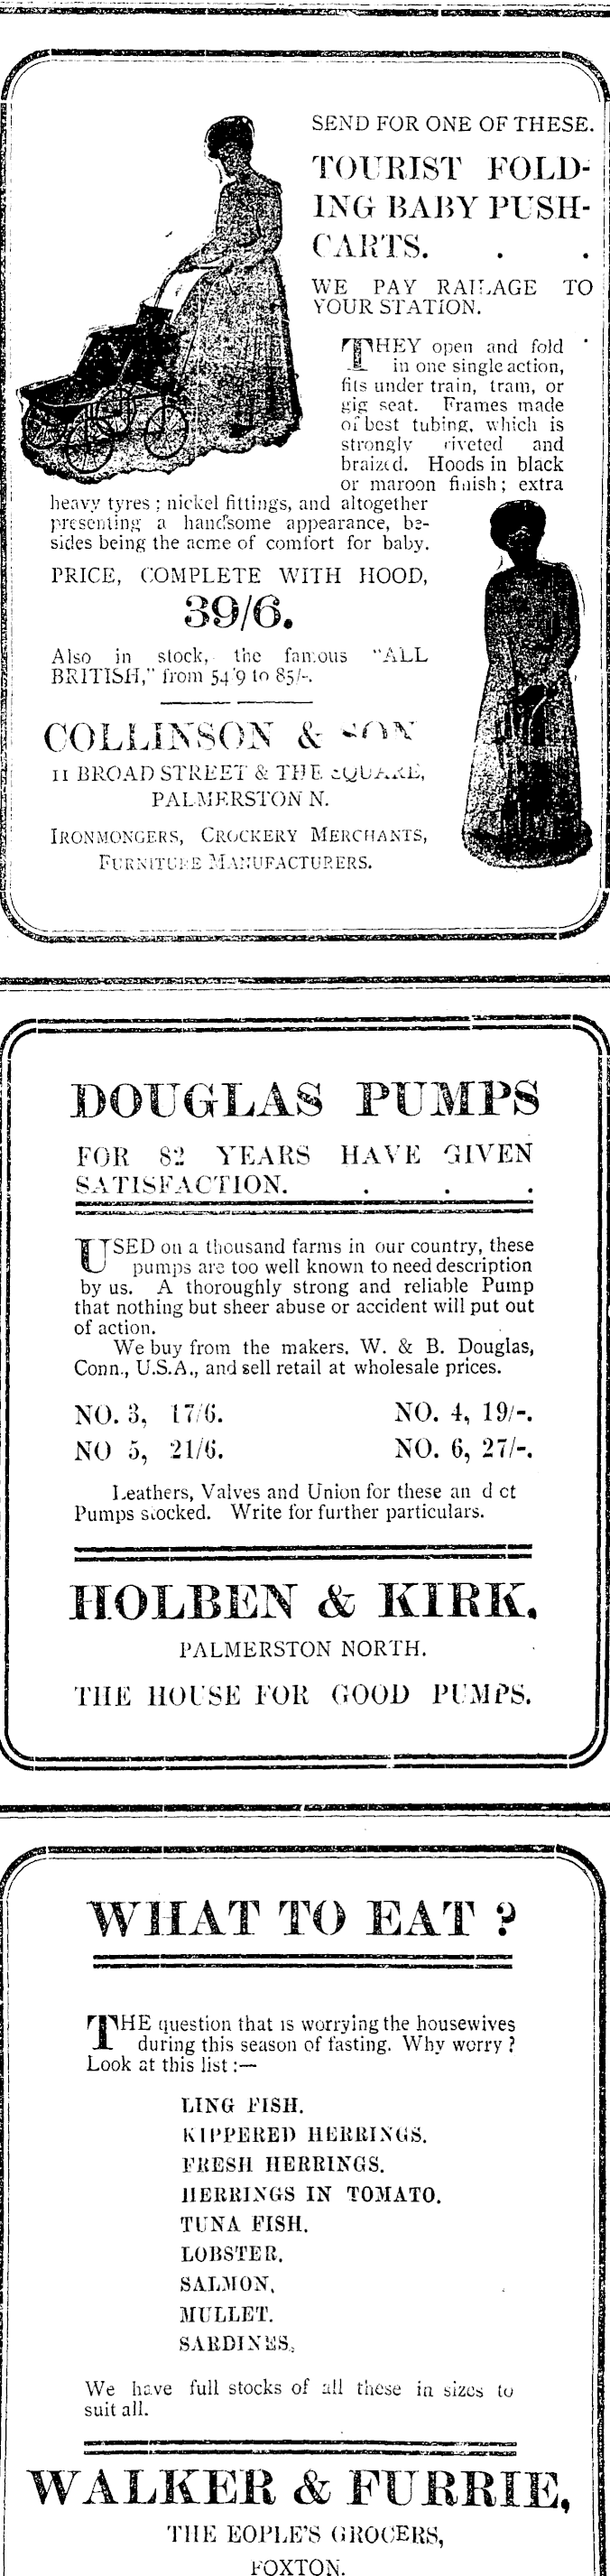 SEND FOR ONE OF THESE.
TOURIST FOLD-
ING BABY PUSH-
CARTS. . .
WE PAY RAILAGE TO
YOUR STATION.
THEY open and fold
in one single action,
fits under train, tram, or
gig seat. Frames made
of best tubing, which is
strongly riveted and
braized. Hoods in black
or maroon finish; extra
heavy tyres; nickel fittings, and altogether
presenting a handsome appearance, be-
sides being the acme of comfort for baby.
PRICE, COMPLETE WITH HOOD,
39/6.
Also in stock, the famous "ALL
BRITISH," from 54/9 to 85/-.
COLLINSON & SON
11 BROAD STREET & THE SQUARE,
PALMERSTON N.
IRONMONGERS, CROCKERY MERCHANTS,
FURNITURE MANUFACTURERS.
DOUGLAS PUMPS
FOR 82 YEARS HAVE GIVEN
SATISFACTION. . . .
USED on a thousand farms in our country, these
pumps are too well known to need description
by us. A thoroughly strong and reliable Pump
that nothing but sheer abuse or accident will put out
of action.
We buy from the makers, W. & B. Douglas,
Conn., U.S.A., and sell retail at wholesale prices.
NO. 3, 17/6. NO. 4, 19/-.
NO 5, 21/6. NO. 6, 27/-.
Leathers, Valves and Union for these an d
Pumps stocked. Write for further particulars.
HOLBEN & KIRK.
PALMERSTON NORTH.
THE HOUSE FOR GOOD PUMPS.
WHAT TO EAT ?
THE question that is worrying the housewives
during this season of fasting. Why worry ?
Look at this list :—
LING FISH.
KIPPERED HERRINGS.
FRESH HERRINGS.
HERRINGS IN TOMATO.
TUNA FISH.
LOBSTER.
SALMON,
MULLET.
SARDINES,
We have full stocks of all these in sizes to
suit all.
WALKER & FURRIE,
THE EOPLE'S GROCERS,
FOXTON.